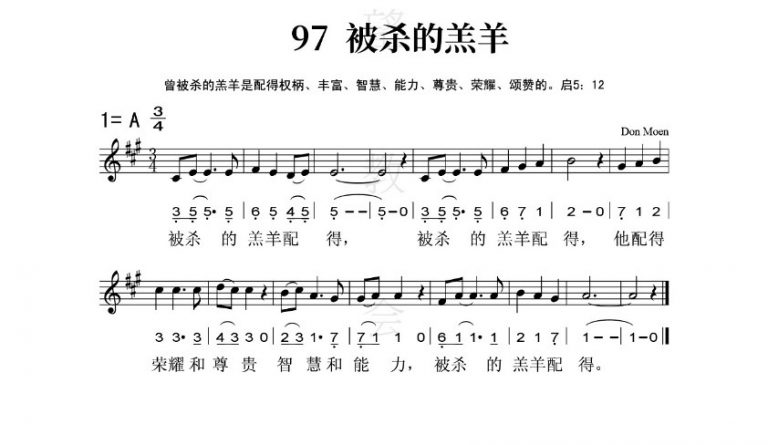 97 被杀的羔羊
曾被杀的羔羊是配得权柄、丰富、智慧、能力、尊贵、荣耀、颂赞的。启5：12
1= A 3/4
Don Moen
3 5 5• 5 | 6 5 4 5 | 5 - - | 5 - 0 | 3 5 5• 5 | 6 7 1 | 2 - 0 | 7 1 2
被杀 的 羔羊配 得， 被杀 的 羔羊配 得，他配得
3 3• 3 | 4 3 3 0 | 2 3 1• 7 | 7 1 1 0 | 6 1 1• 1 | 2 1 7 | 1 - - | 1 - 0 ‖
荣耀和尊 贵 智 慧和能 力，被杀 的 羔羊配 得。